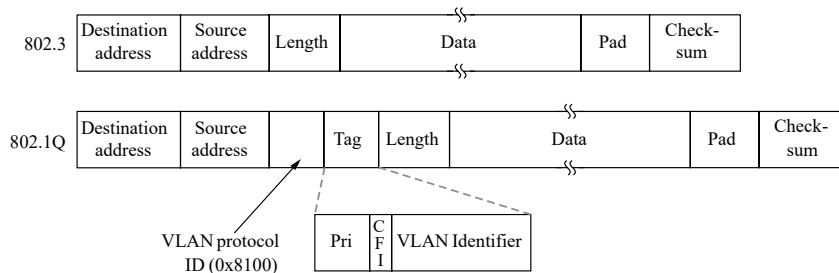 802.3
Destination
address
Source
address
Length
Data
Pad
Check-
sum
802.1Q
Destination
address
Source
address
Tag
Length
Data
Pad
Check-
sum
VLAN protocol
ID (0x8100)
Pri
C
F
I
VLAN Identifier